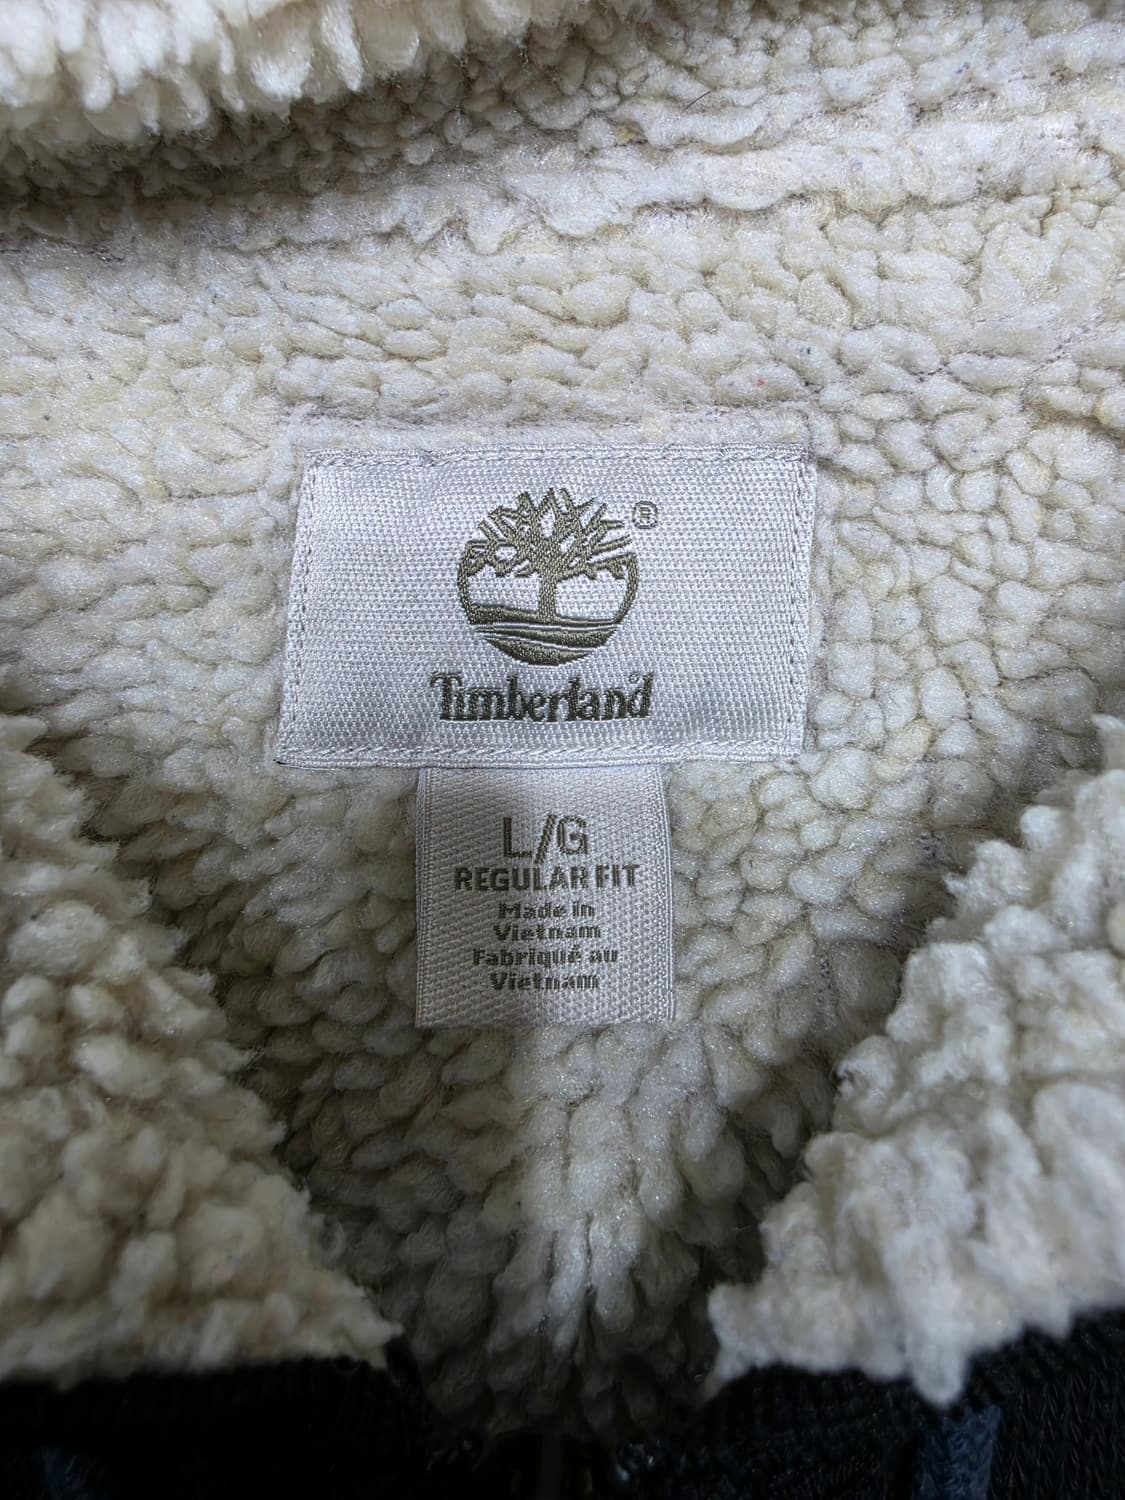 ®
Timberland
L/G
REGULAR FIT
Made in
Vietnam
Fabriqué au
Vietnam